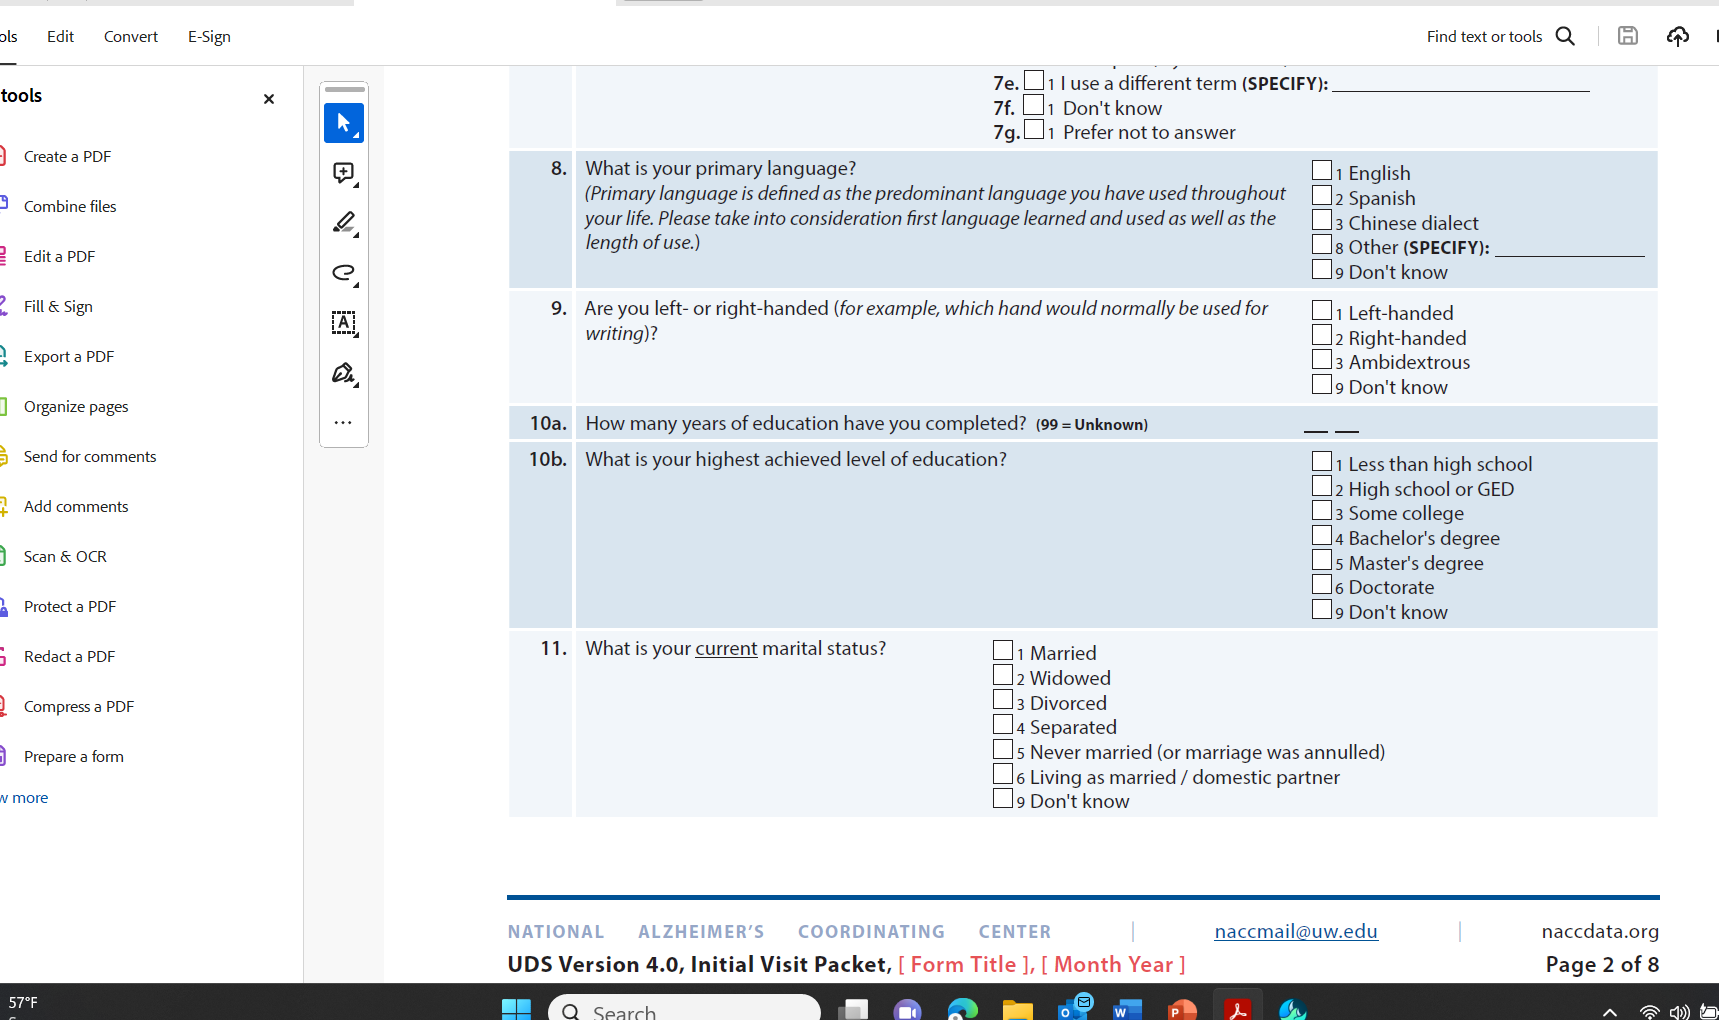 ols Edit Convert E-Sign Find text or tools
tools
Create a PDF
Combine files
Edit a PDF
Fill & Sign
Export a PDF
Organize pages
Send for comments
Add comments
Scan & OCR
Protect a PDF
Redact a PDF
Compress a PDF
Prepare a form
w more
7e. 1 I use a different term (SPECIFY):
7f. 1 Don't know
7g. 1 Prefer not to answer
8. What is your primary language?
(Primary language is defined as the predominant language you have used throughout
your life. Please take into consideration first language learned and used as well as the
length of use.)
1 English
2 Spanish
3 Chinese dialect
8 Other (SPECIFY):
9 Don't know
9. Are you left- or right-handed (for example, which hand would normally be used for
writing)?
1 Left-handed
2 Right-handed
3 Ambidextrous
9 Don't know
10a. How many years of education have you completed? (99 = Unknown)
10b. What is your highest achieved level of education?
1 Less than high school
2 High school or GED
3 Some college
4 Bachelor's degree
5 Master's degree
6 Doctorate
9 Don't know
11. What is your current marital status?
1 Married
2 Widowed
3 Divorced
4 Separated
5 Never married (or marriage was annulled)
6 Living as married / domestic partner
9 Don't know
NATIONAL ALZHEIMER'S COORDINATING CENTER | naccmail@uw.edu | naccdata.org
UDS Version 4.0, Initial Visit Packet, [ Form Title ], [ Month Year ] Page 2 of 8
57°F
Search